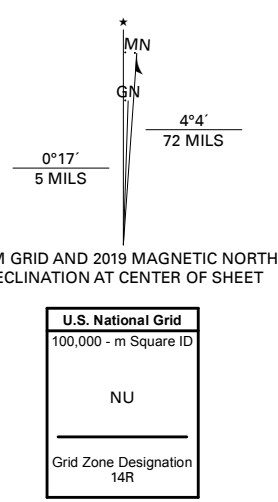 ★
MN
GN
4°4´
72 MILS
0°17´
5 MILS
M GRID AND 2019 MAGNETIC NORTH
ECLINATION AT CENTER OF SHEET
U.S. National Grid
100,000 - m Square ID
NU
Grid Zone Designation
14R